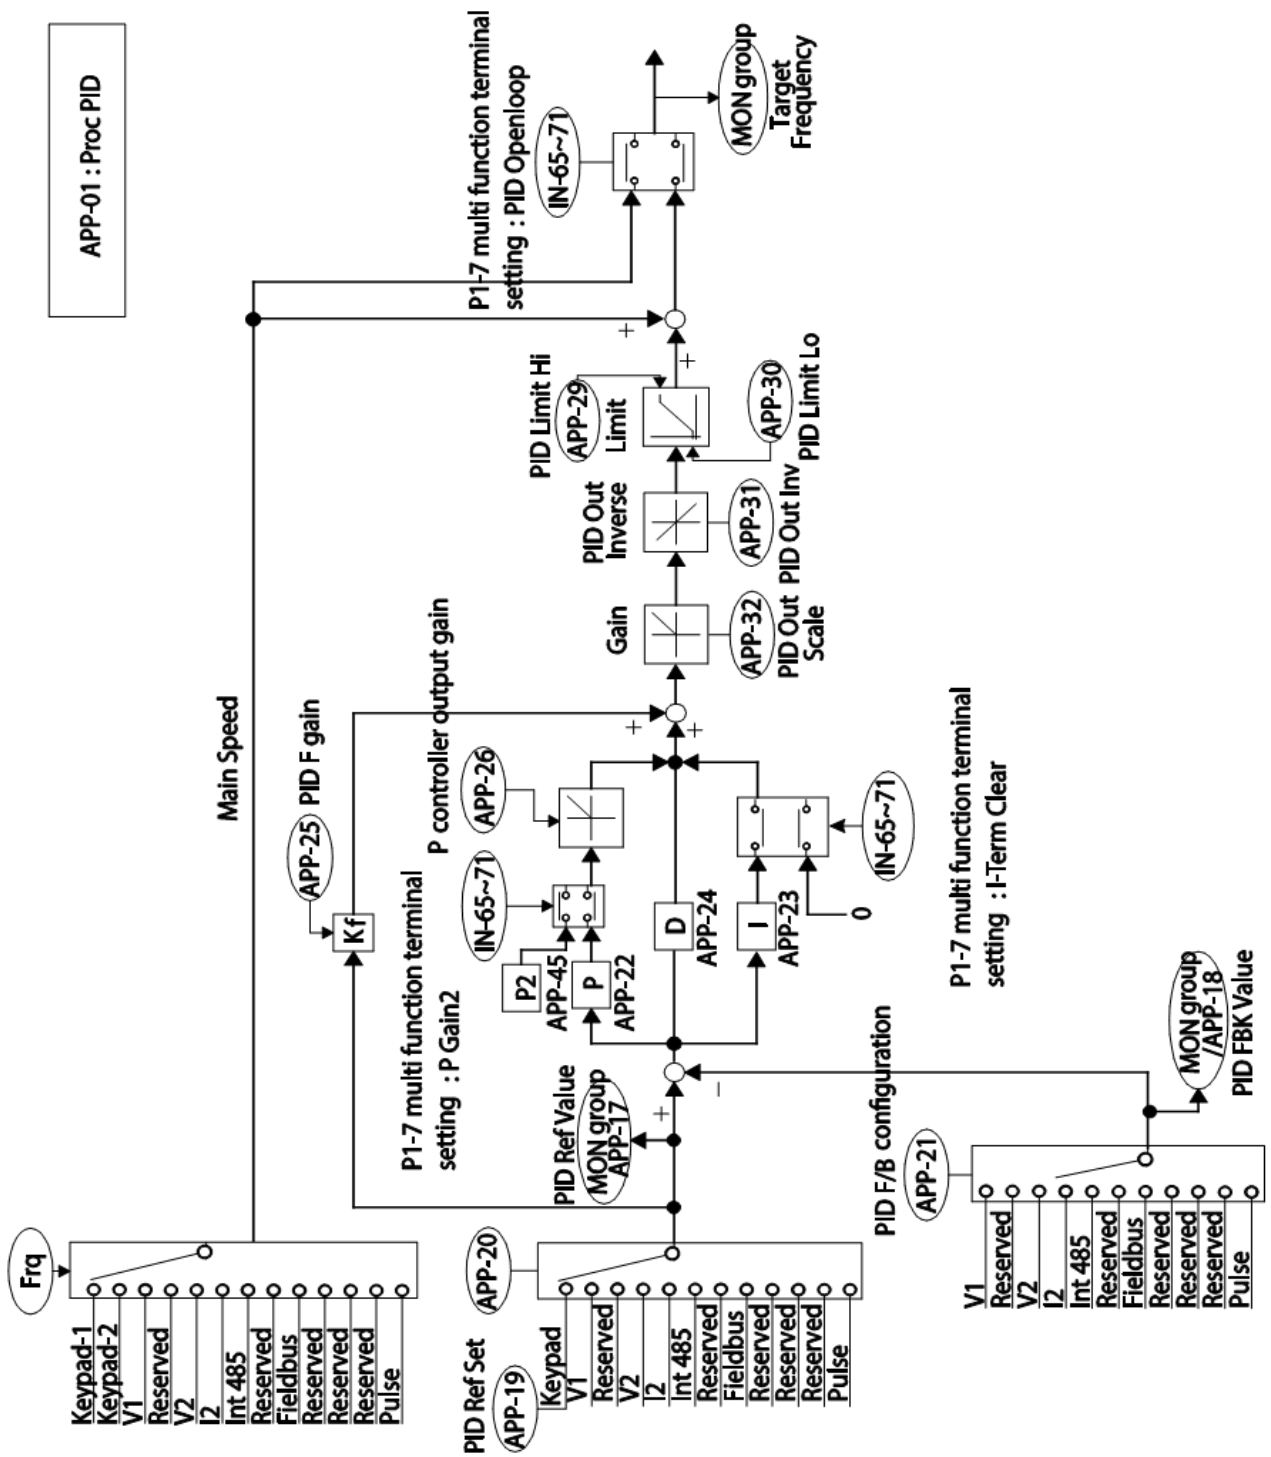 APP-01 : Proc PID
Frq
Keypad-1
Keypad-2
V1
Reserved
V2
I2
Int 485
Reserved
Fieldbus
Reserved
Reserved
Reserved
Pulse
Main Speed
APP-25
PID F gain
Kf
P1-7 multi function terminal
setting : P Gain2
P controller output gain
IN-65~71
APP-26
P2
APP-45
P
APP-22
D
APP-24
I
APP-23
0
IN-65~71
P1-7 multi function terminal
setting : I-Term Clear
PID Ref Set
APP-19
APP-20
Keypad
V1
Reserved
V2
I2
Int 485
Reserved
Fieldbus
Reserved
Reserved
Reserved
Pulse
PID Ref Value
MON group
APP-17
+
−
+
+
Gain
APP-32
PID Out
Scale
PID Out
Inverse
APP-31
PID Out Inv
PID Limit Hi
APP-29
Limit
APP-30
PID Limit Lo
+
+
P1-7 multi function terminal
setting : PID Openloop
IN-65~71
MON group
Target
Frequency
PID F/B configuration
APP-21
V1
Reserved
V2
I2
Int 485
Reserved
Fieldbus
Reserved
Reserved
Reserved
Pulse
MON group
/APP-18
PID FBK Value